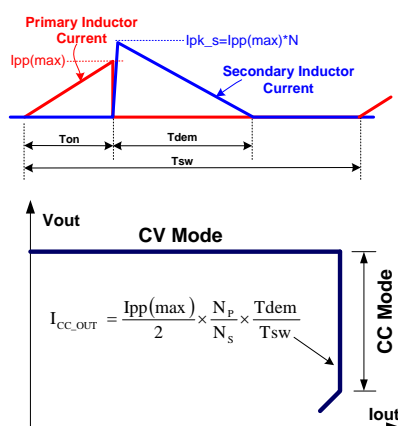 Primary Inductor
Current
Ipk_s=Ipp(max)*N
Ipp(max)
Secondary Inductor
Current
Ton
Tdem
Tsw
Vout
CV Mode
I_CC_OUT = Ipp(max)/2 × N_P/N_S × Tdem/Tsw
CC Mode
Iout